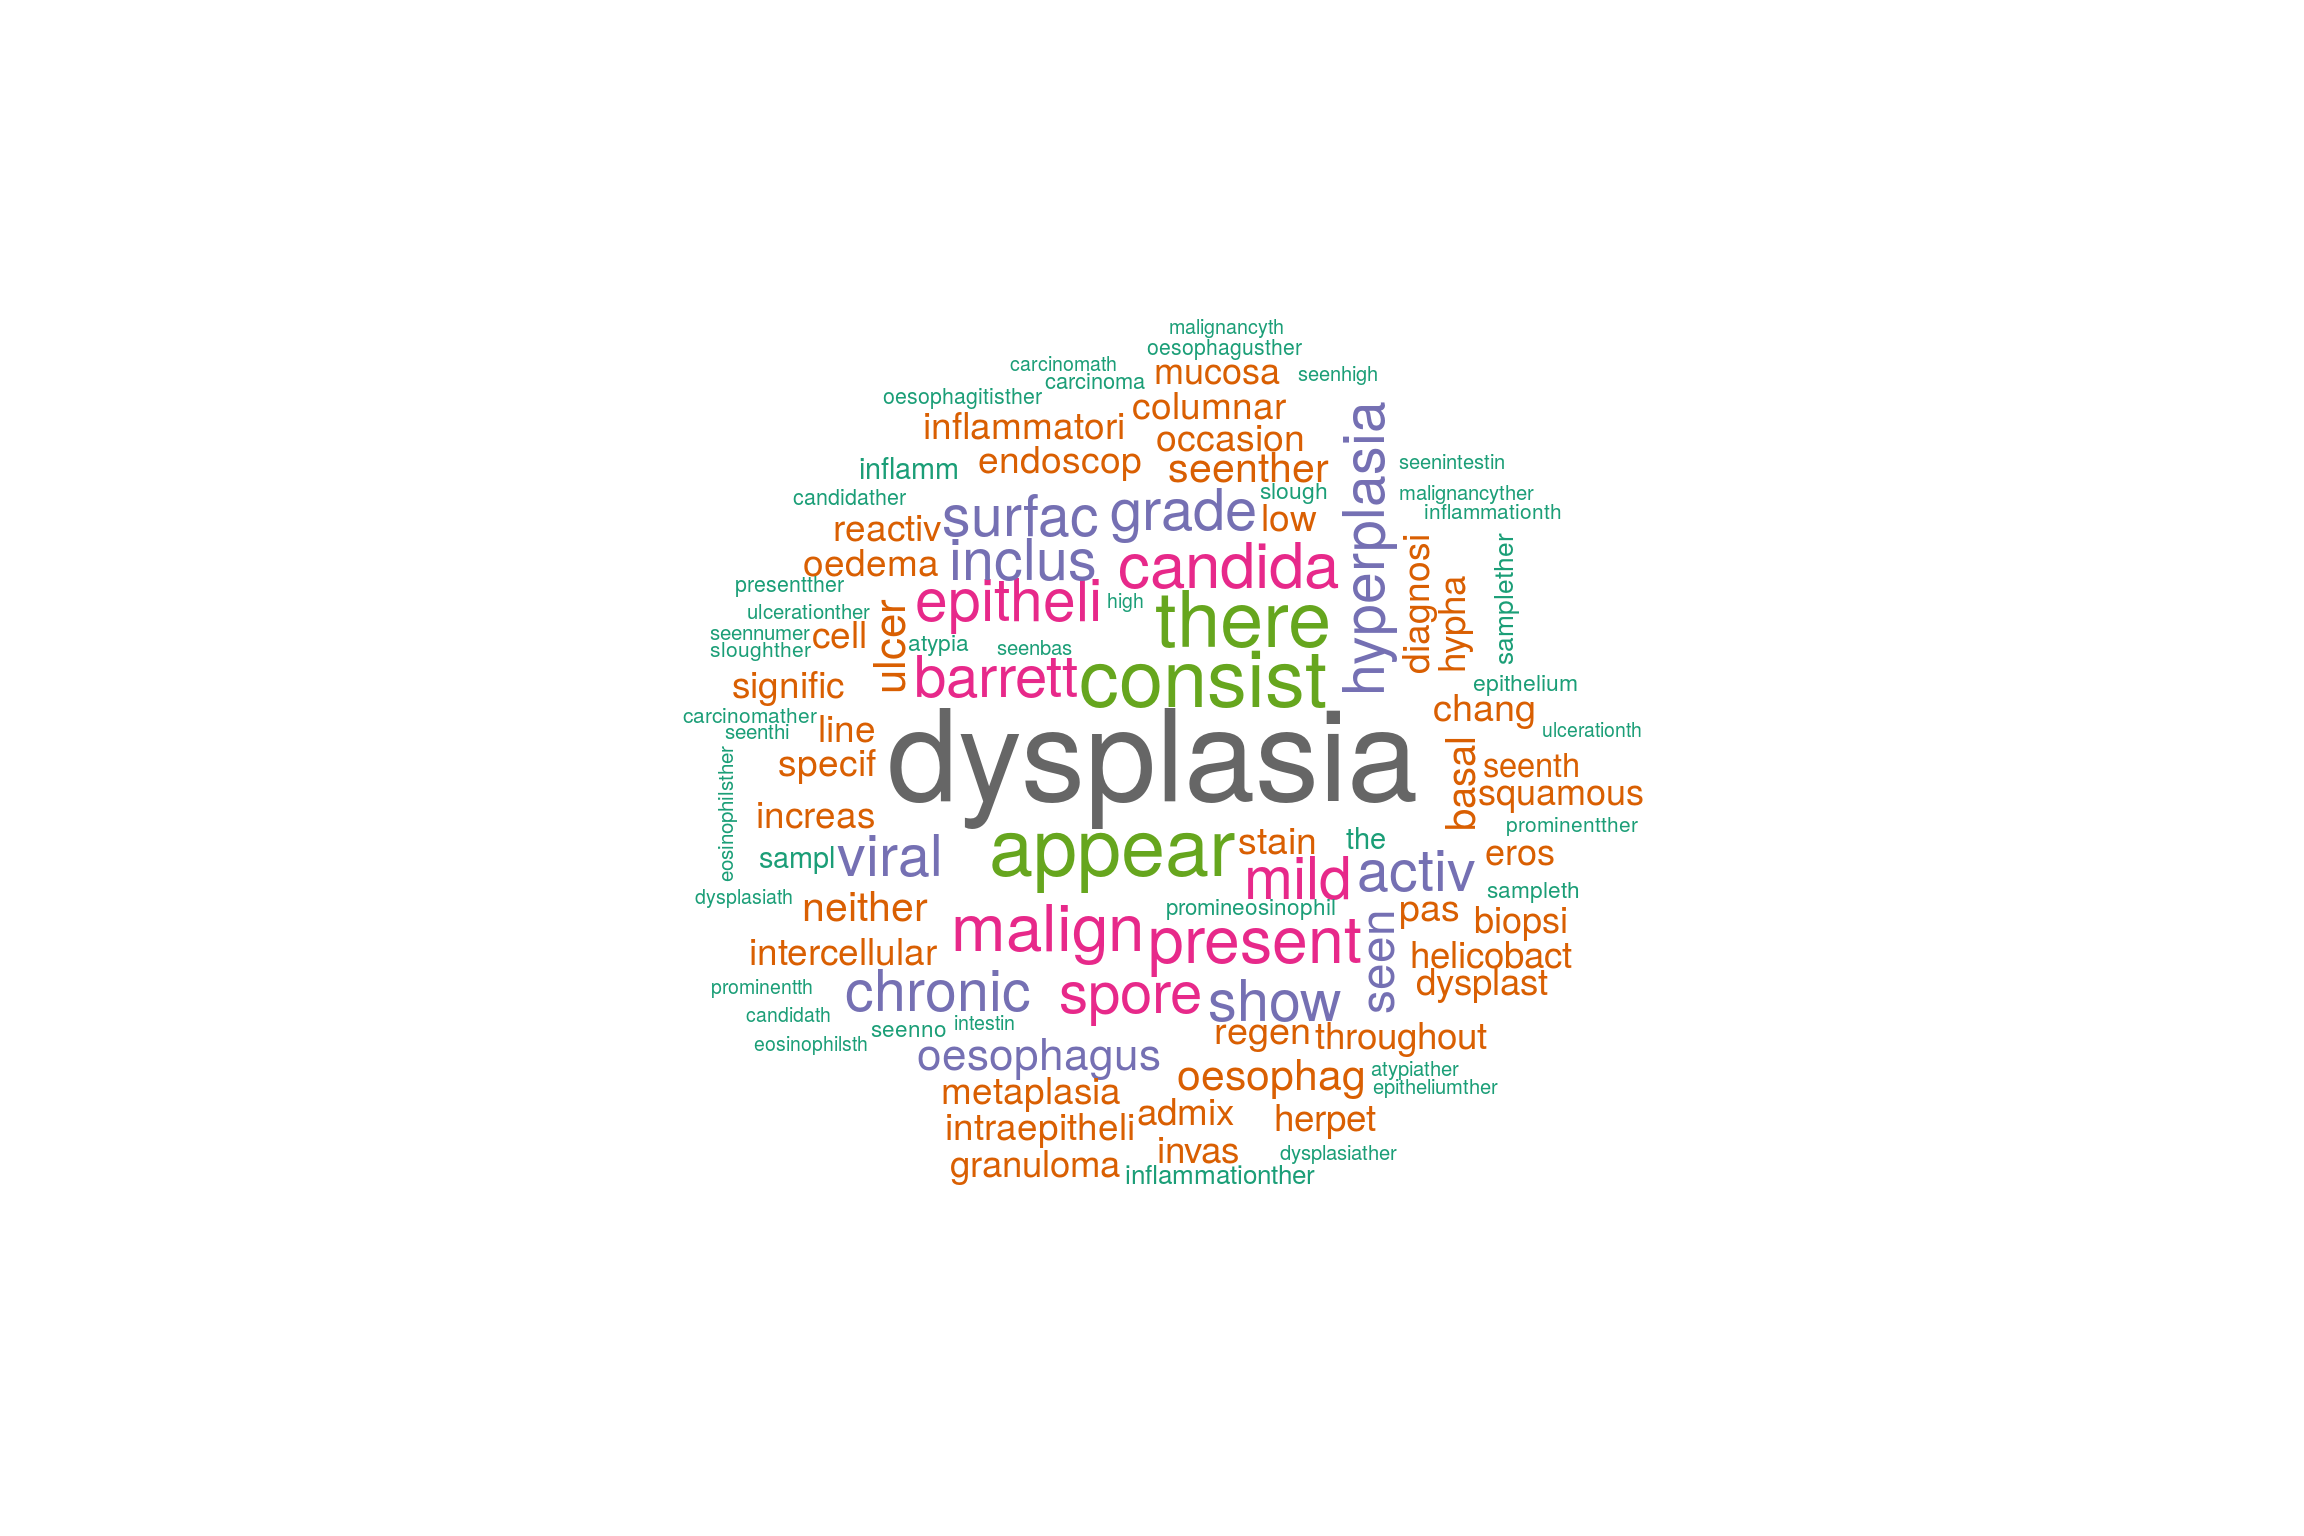 malignancyth
oesophagusther
carcinomath
mucosa
seenhigh
carcinoma
oesophagitisther
columnar
inflammatori
occasion
endoscop
seenther
inflamm
hyperplasia
seenintestin
candidather
surfac
grade
slough
malignancyther
reactiv
low
inflammationth
oedema
inclus
candida
diagnosi
samplether
presentther
epitheli
high
there
hypha
ulcerationther
seennumer
cell
ulcer
atypia
seenbas
sloughther
signific
barrett
consist
epithelium
carcinomather
chang
seenthi
line
ulcerationth
specif
dysplasia
basal
seenth
squamous
eosinophilsther
increas
prominentther
sampl
viral
appear
stain
the
eros
mild
activ
dysplasiath
sampleth
neither
promineosinophil
pas
biopsi
malign
present
seen
intercellular
helicobact
dysplast
prominentth
chronic
spore
show
candidath
seenno
intestin
regen
throughout
eosinophilsth
oesophagus
oesophag
atypiather
epitheliumther
metaplasia
admix
herpet
intraepitheli
invas
dysplasiather
granuloma
inflammationther